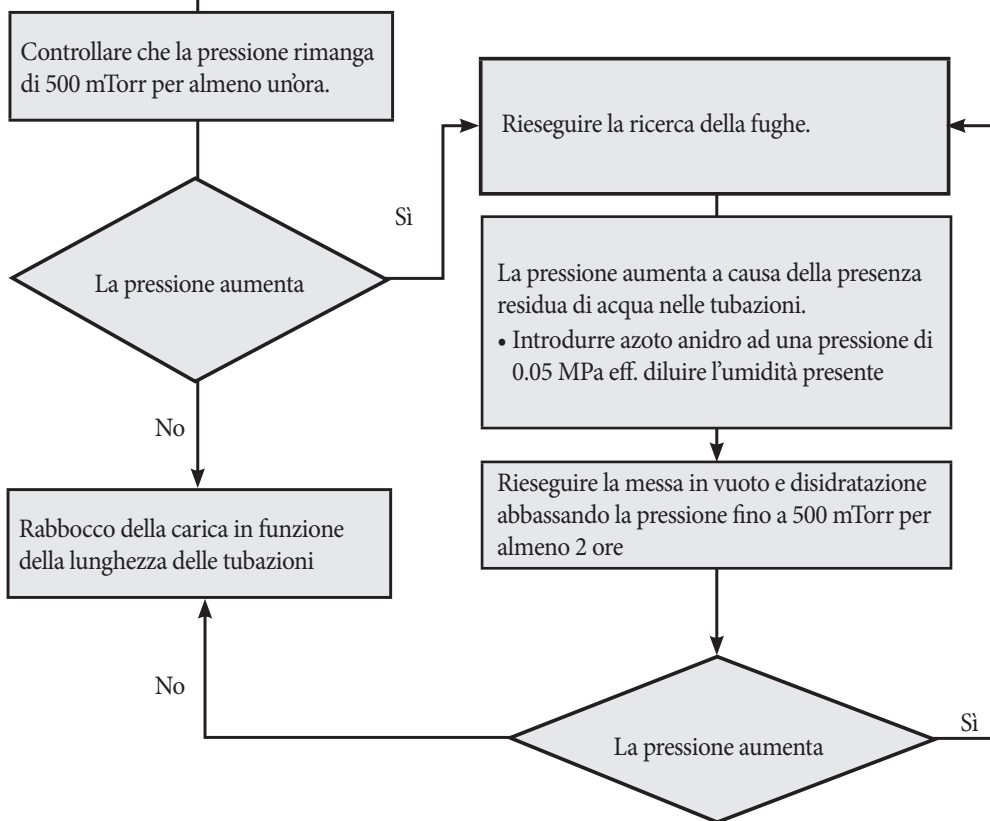 Controllare che la pressione rimanga
di 500 mTorr per almeno un'ora.
Rieseguire la ricerca della fughe.
Sì
La pressione aumenta
La pressione aumenta a causa della presenza
residua di acqua nelle tubazioni.
• Introdurre azoto anidro ad una pressione di
0.05 MPa eff. diluire l'umidità presente
No
Rieseguire la messa in vuoto e disidratazione
abbassando la pressione fino a 500 mTorr per
almeno 2 ore
Rabbocco della carica in funzione
della lunghezza delle tubazioni
No
Sì
La pressione aumenta